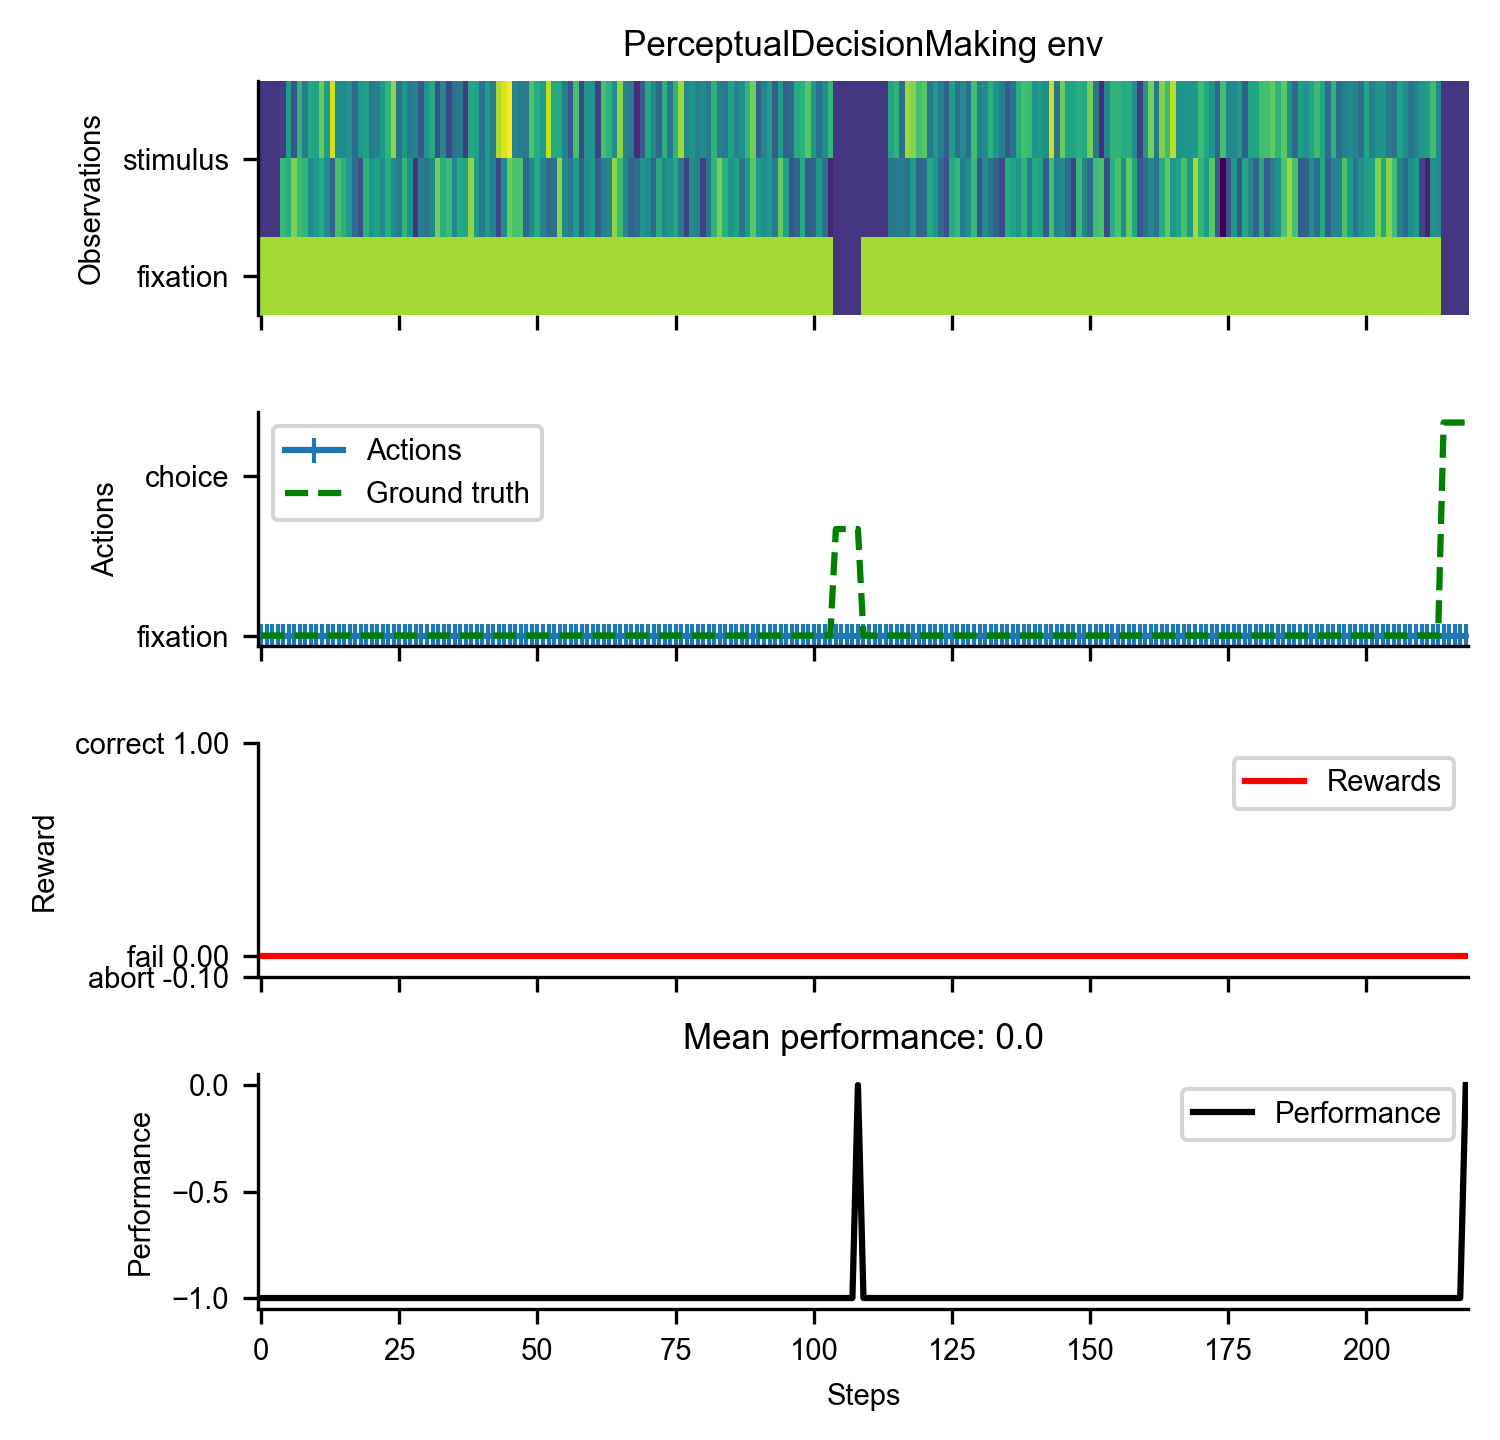 PerceptualDecisionMaking env
Observations
stimulus
fixation
Actions
choice
fixation
Actions
Ground truth
Reward
correct 1.00
fail 0.00
abort -0.10
Rewards
Mean performance: 0.0
Performance
0.0
−0.5
−1.0
Performance
0 25 50 75 100 125 150 175 200
Steps